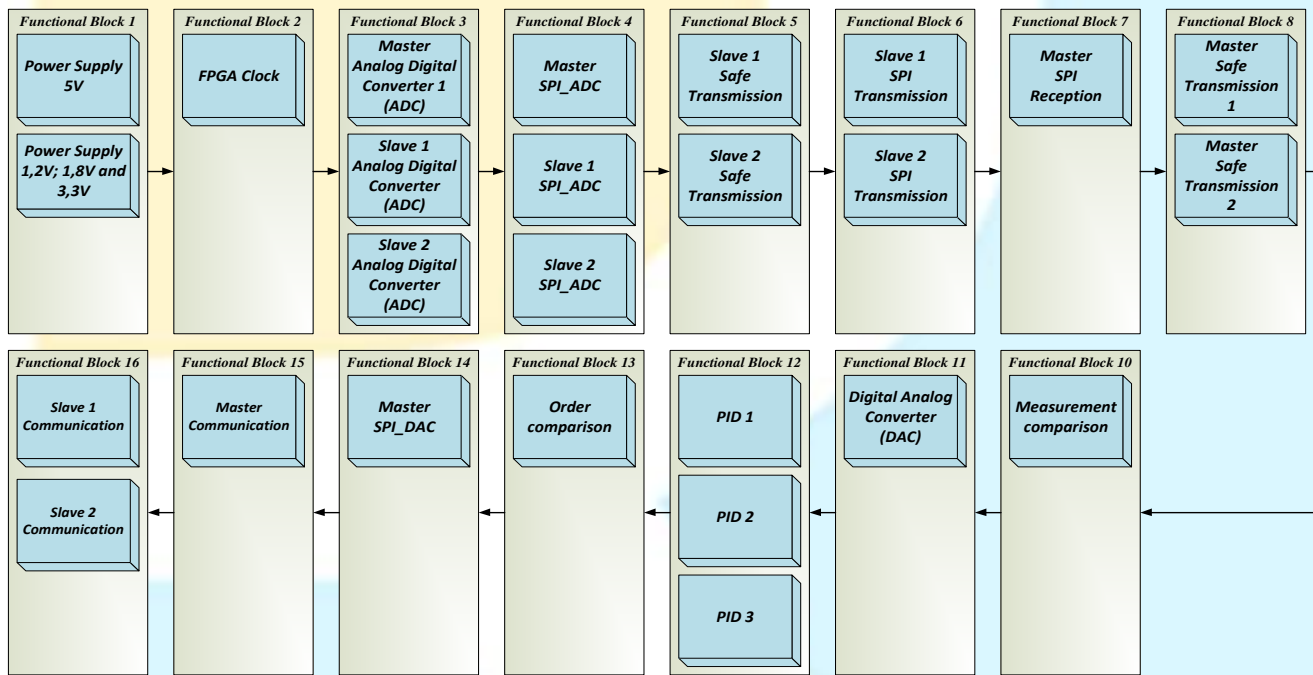 Functional Block 1
Power Supply
5V
Power Supply
1,2V; 1,8V and
3,3V
Functional Block 2
FPGA Clock
Functional Block 3
Master
Analog Digital
Converter 1
(ADC)
Slave 1
Analog Digital
Converter
(ADC)
Slave 2
Analog Digital
Converter
(ADC)
Functional Block 4
Master
SPI_ADC
Slave 1
SPI_ADC
Slave 2
SPI_ADC
Functional Block 5
Slave 1
Safe
Transmission
Slave 2
Safe
Transmission
Functional Block 6
Slave 1
SPI
Transmission
Slave 2
SPI
Transmission
Functional Block 7
Master
SPI
Reception
Functional Block 8
Master
Safe
Transmission
1
Master
Safe
Transmission
2
Functional Block 16
Slave 1
Communication
Slave 2
Communication
Functional Block 15
Master
Communication
Functional Block 14
Master
SPI_DAC
Functional Block 13
Order
comparison
Functional Block 12
PID 1
PID 2
PID 3
Functional Block 11
Digital Analog
Converter
(DAC)
Functional Block 10
Measurement
comparison